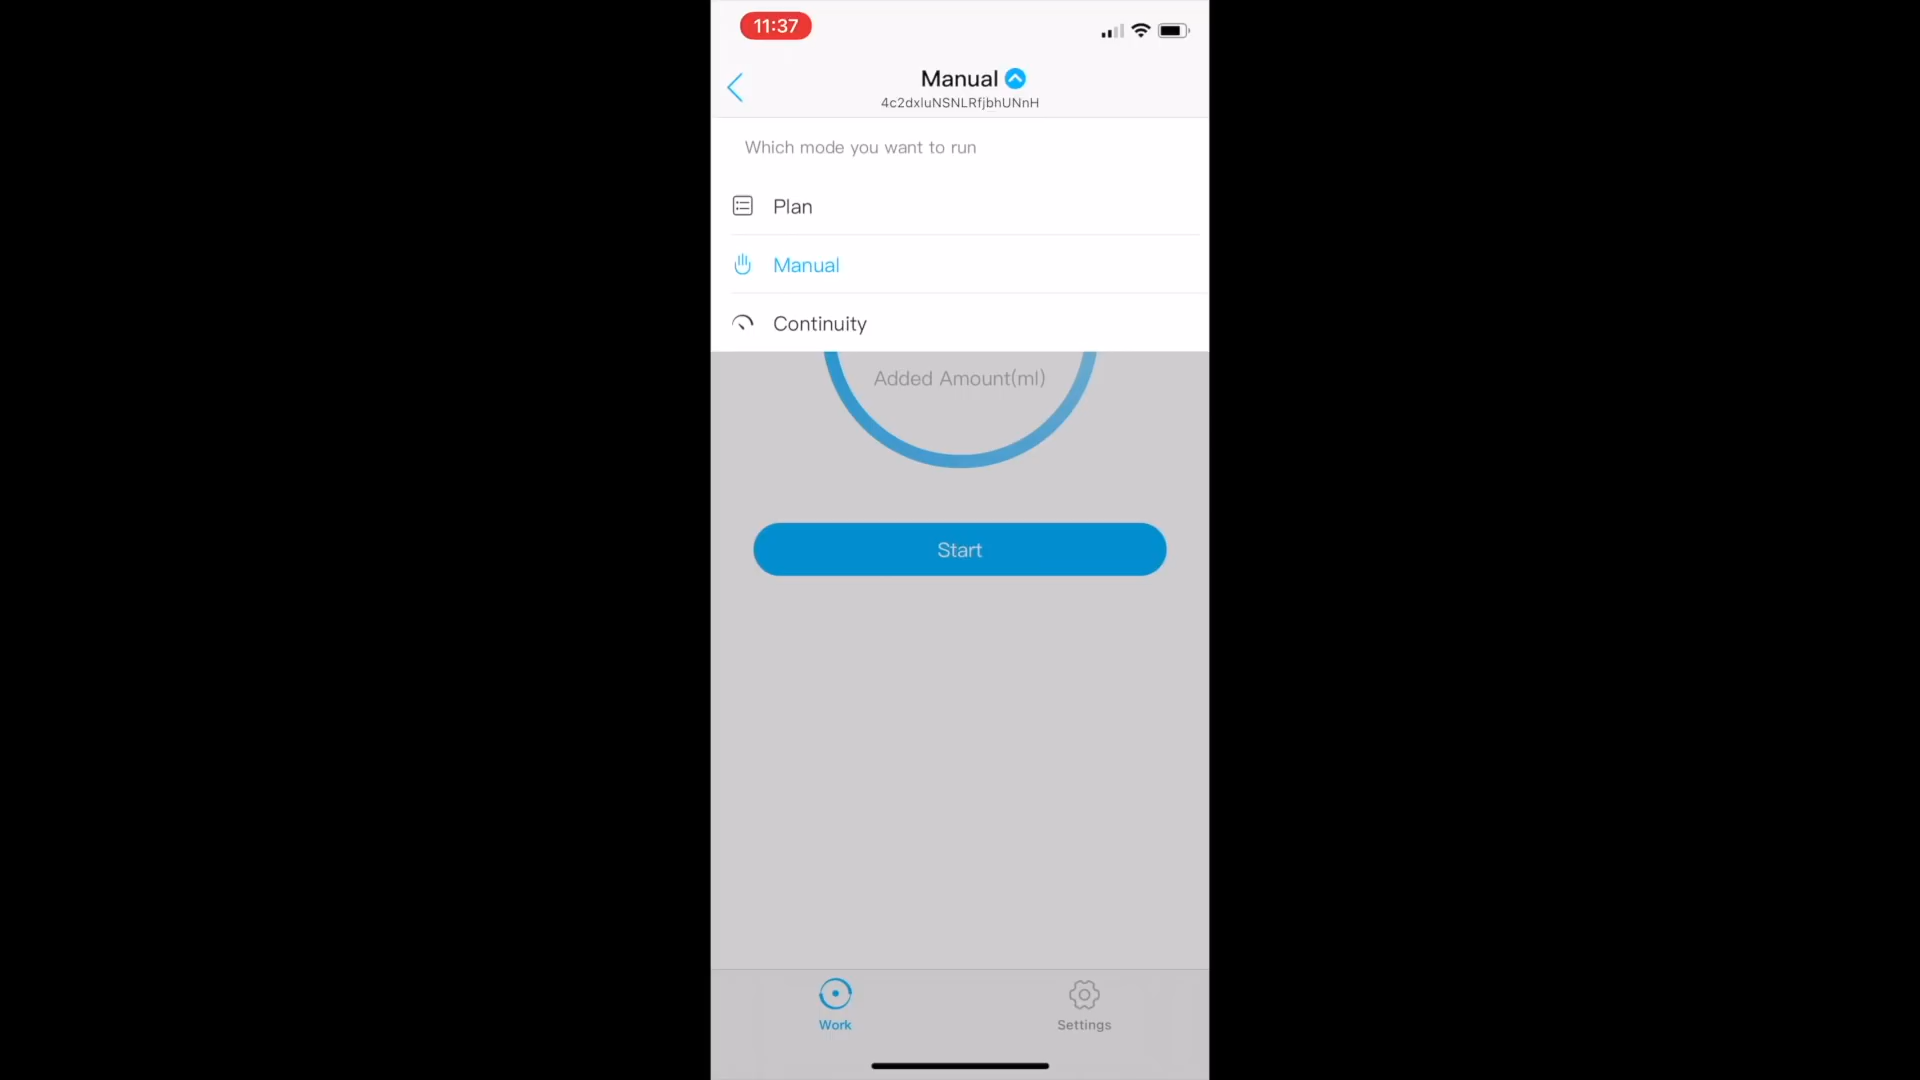 11:37
Manual
4c2dxluNSNLRfjbhUNnH
Which mode you want to run
Plan
Manual
Continuity
Added Amount(ml)
Start
Work
Settings